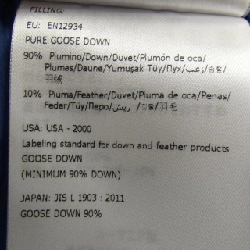 FILLING:
EU: EN12934
PURE GOOSE DOWN
90% Piumino/Down/Duvet/Plumón de oca/
Plumas/Daune/Yumuşak Tüy/Пух/زغب/
10% Piuma/Feather/Duvet/Pluma de oca/Penas/
Feder/Tüy/Перо/ريش/
USA: USA - 2000
Labeling standard for down and feather products
GOOSE DOWN
(MINIMUM 90% DOWN)
JAPAN: JIS L 1903 : 2011
GOOSE DOWN 90%